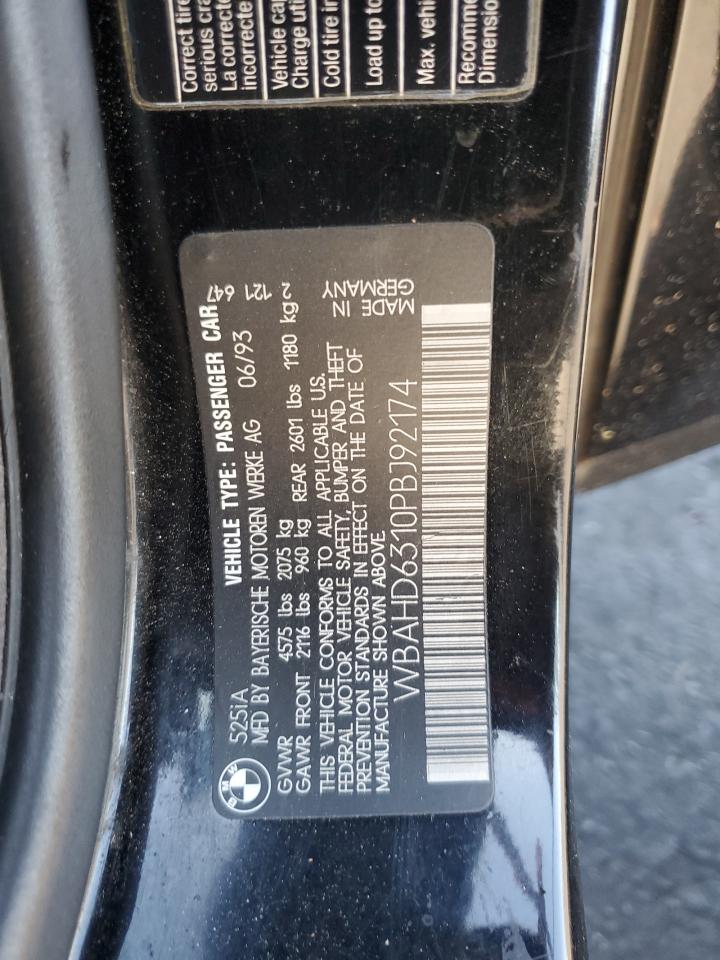 Correct tire
serious cra
La correcte
incorrecte
Vehicle cap
Charge utili
Cold tire in
Load up to
Max. vehi
Recomme
Dimensio
525iA VEHICLE TYPE: PASSENGER CAR
MFD BY BAYERISCHE MOTOREN WERKE AG 06/93
GVWR 4575 lbs 2075 kg
GAWR FRONT 2116 lbs 960 kg REAR 2601 lbs 1180 kg
THIS VEHICLE CONFORMS TO ALL APPLICABLE U.S.
FEDERAL MOTOR VEHICLE SAFETY, BUMPER AND THEFT
PREVENTION STANDARDS IN EFFECT ON THE DATE OF
MANUFACTURE SHOWN ABOVE
MADE IN
GERMANY
WBAHD6310PBJ92174
BMW